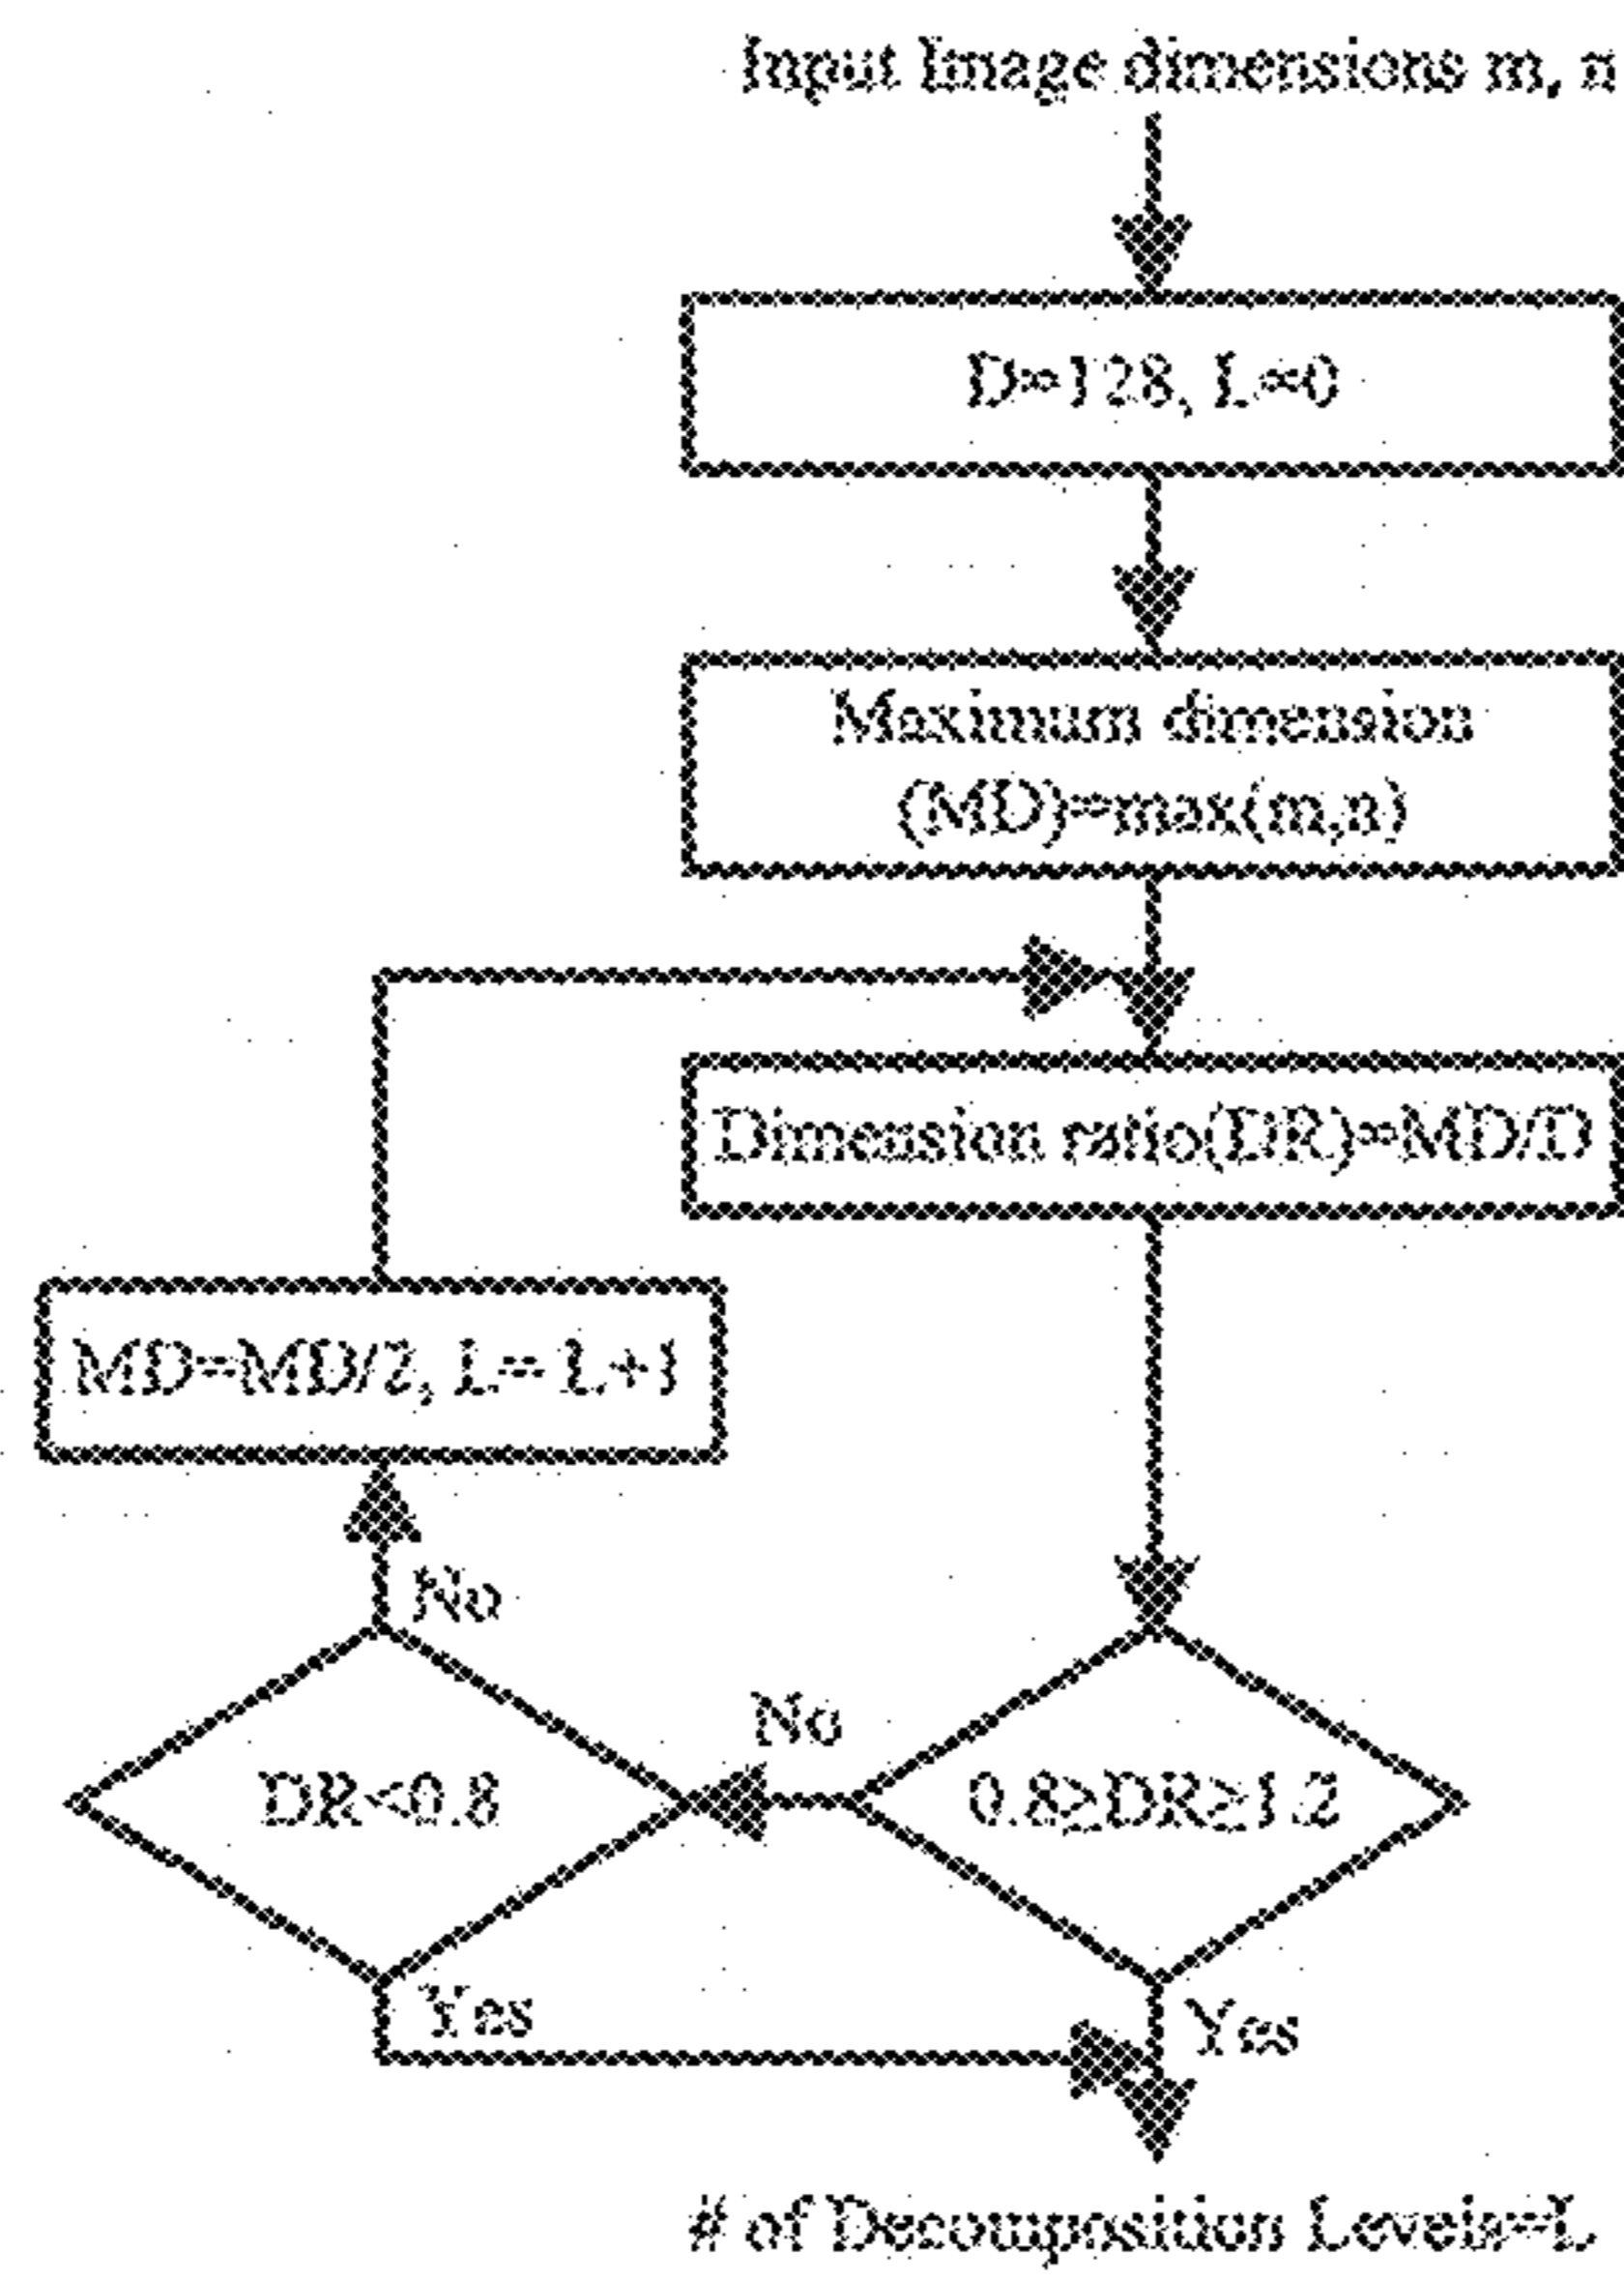 Input Image dimensions m, n
D=128, L=0
Maximum dimension
(MD)=max(m,n)
Dimension ratio(DR)=MD/D
MD=MD/2, L=L+1
No
No
DR<0.8
0.8≥DR≥1.2
Yes
Yes
# of Decomposition Levels=L